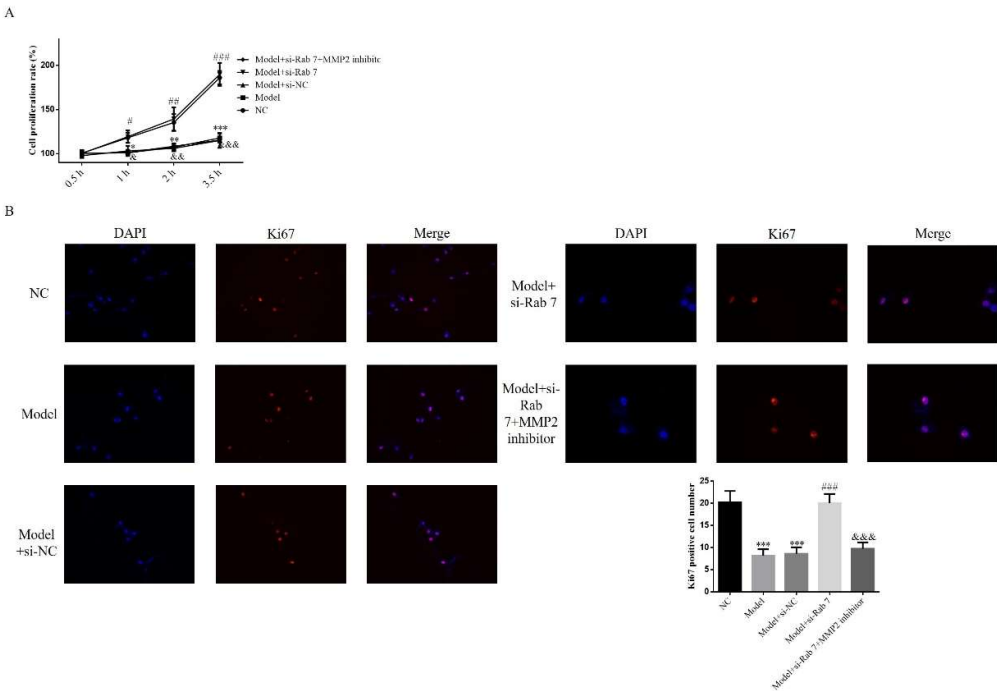 A
Cell proliferation rate (%)
200
150
100
0.5 h
1 h
2 h
3.5 h
#
##
###
*
**
***
&
&&
&&&
Model+si-Rab 7+MMP2 inhibitc
Model+si-Rab 7
Model+si-NC
Model
NC
B
DAPI
Ki67
Merge
NC
Model
Model
+si-NC
DAPI
Ki67
Merge
Model+
si-Rab 7
Model+si-
Rab
7+MMP2
inhibitor
Ki67 positive cell number
25
20
15
10
5
0
***
***
###
&&&
NC
Model
Model+si-NC
Model+si-Rab 7
Model+si-Rab 7+MMP2 inhibitor